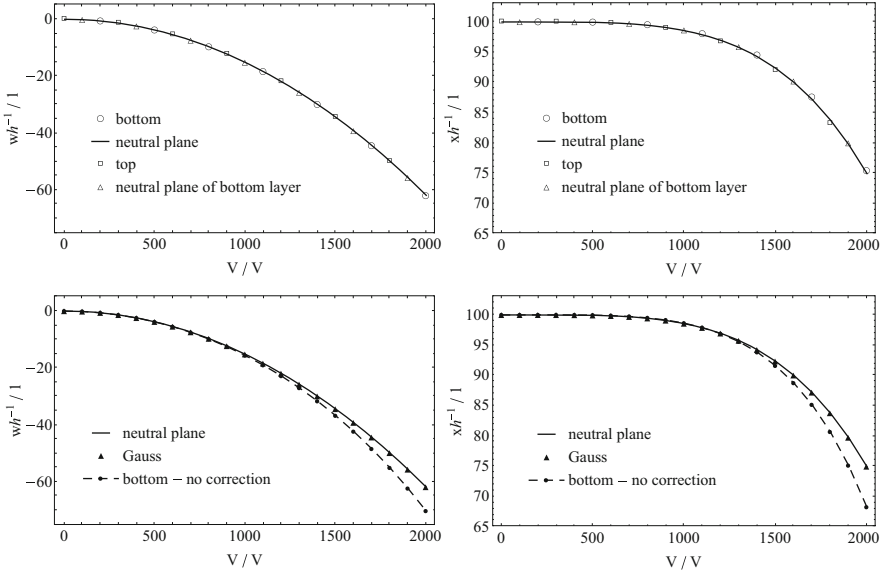 0
−20
−40
−60
wh⁻¹ / 1
bottom
neutral plane
top
neutral plane of bottom layer
0 500 1000 1500 2000
V / V
100
95
90
85
80
75
70
65
xh⁻¹ / 1
bottom
neutral plane
top
neutral plane of bottom layer
0 500 1000 1500 2000
V / V
0
−20
−40
−60
wh⁻¹ / 1
neutral plane
Gauss
bottom − no correction
0 500 1000 1500 2000
V / V
100
95
90
85
80
75
70
65
xh⁻¹ / 1
neutral plane
Gauss
bottom − no correction
0 500 1000 1500 2000
V / V